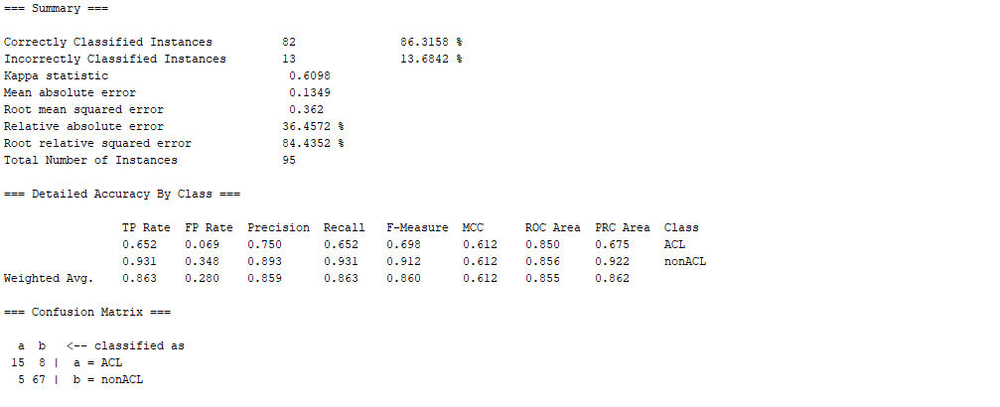 === Summary ===
Correctly Classified Instances 82 86.3158 %
Incorrectly Classified Instances 13 13.6842 %
Kappa statistic 0.6098
Mean absolute error 0.1349
Root mean squared error 0.362
Relative absolute error 36.4572 %
Root relative squared error 84.4352 %
Total Number of Instances 95
=== Detailed Accuracy By Class ===
TP Rate FP Rate Precision Recall F-Measure MCC ROC Area PRC Area Class
0.652 0.069 0.750 0.652 0.698 0.612 0.850 0.675 ACL
0.931 0.348 0.893 0.931 0.912 0.612 0.856 0.922 nonACL
Weighted Avg. 0.863 0.280 0.859 0.863 0.860 0.612 0.855 0.862
=== Confusion Matrix ===
a b <-- classified as
15 8 | a = ACL
5 67 | b = nonACL